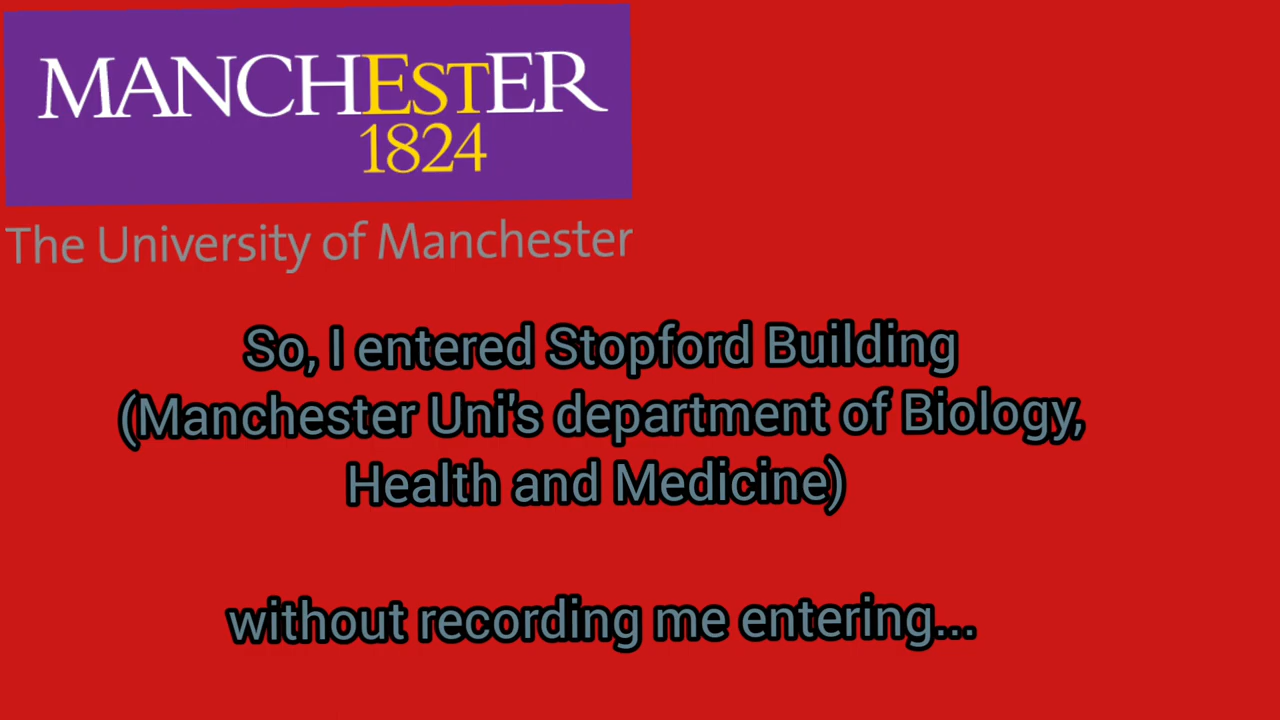 MANCHESTER
1824
The University of Manchester
So, I entered Stopford Building
(Manchester Uni's department of Biology,
Health and Medicine)
without recording me entering...